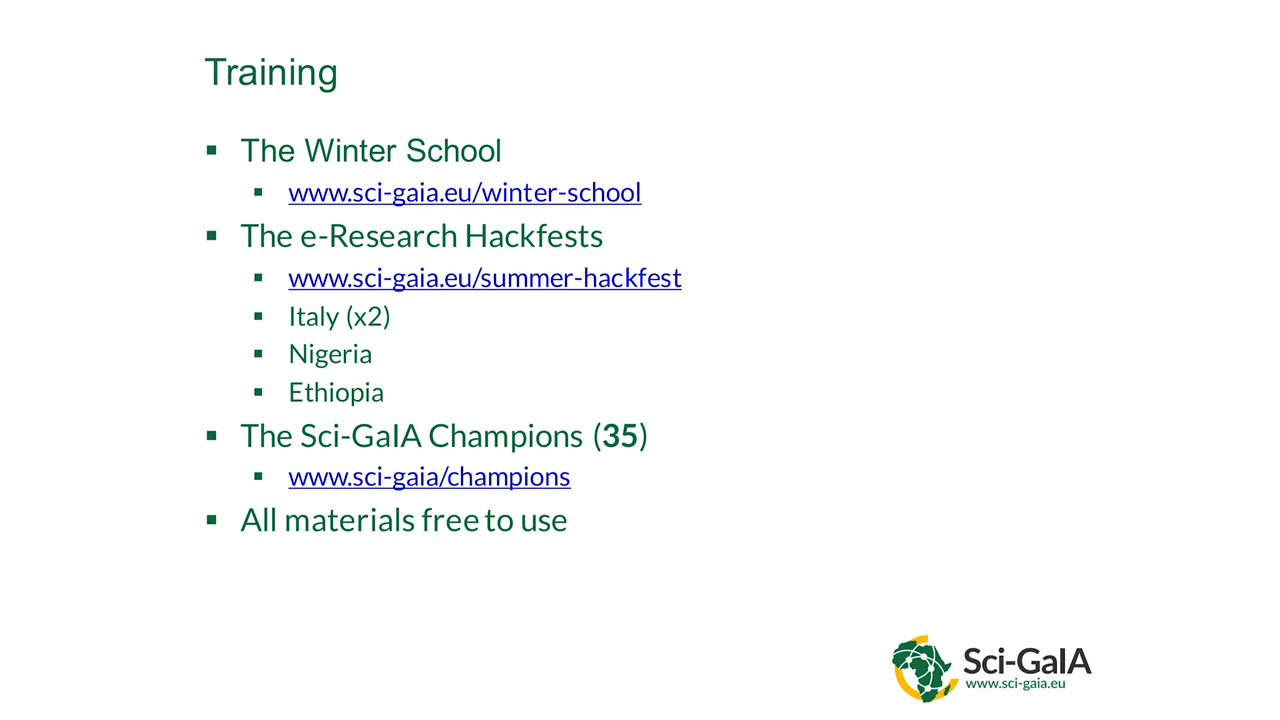 Training
▪ The Winter School
▪ www.sci-gaia.eu/winter-school
▪ The e-Research Hackfests
▪ www.sci-gaia.eu/summer-hackfest
▪ Italy (x2)
▪ Nigeria
▪ Ethiopia
▪ The Sci-GaIA Champions (35)
▪ www.sci-gaia/champions
▪ All materials free to use
Sci-GaIA
www.sci-gaia.eu